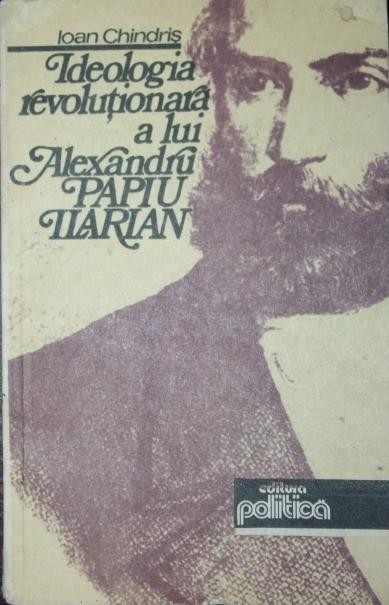 Ioan Chindriș
Ideologia
revoluționară
a lui
Alexandru
PAPIU
ILARIAN
editura
politică